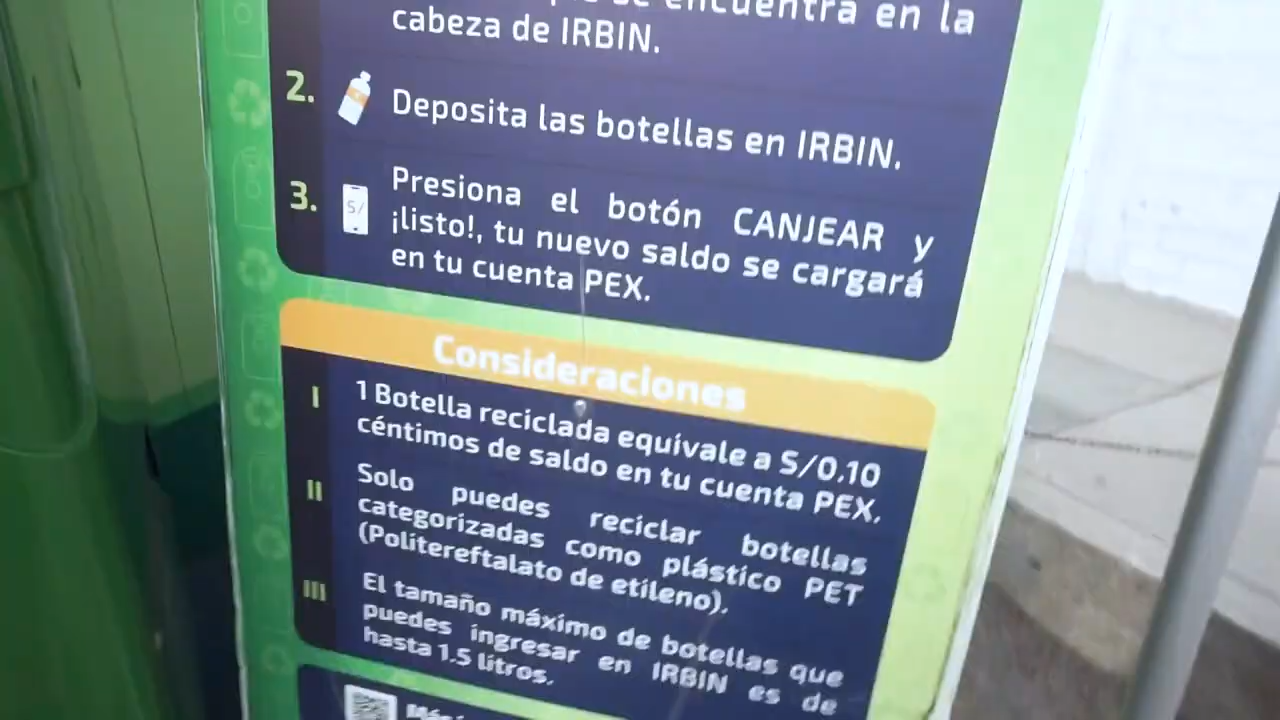 encuentra en la
cabeza de IRBIN.
2. Deposita las botellas en IRBIN.
3. S/ Presiona el botón CANJEAR y
¡listo!, tu nuevo saldo se cargará
en tu cuenta PEX.
Consideraciones
I 1 Botella reciclada equivale a S/0.10
céntimos de saldo en tu cuenta PEX.
II Solo puedes reciclar botellas
categorizadas como plástico PET
(Politereftalato de etileno).
III El tamaño máximo de botellas que
puedes ingresar en IRBIN es de
hasta 1.5 litros.